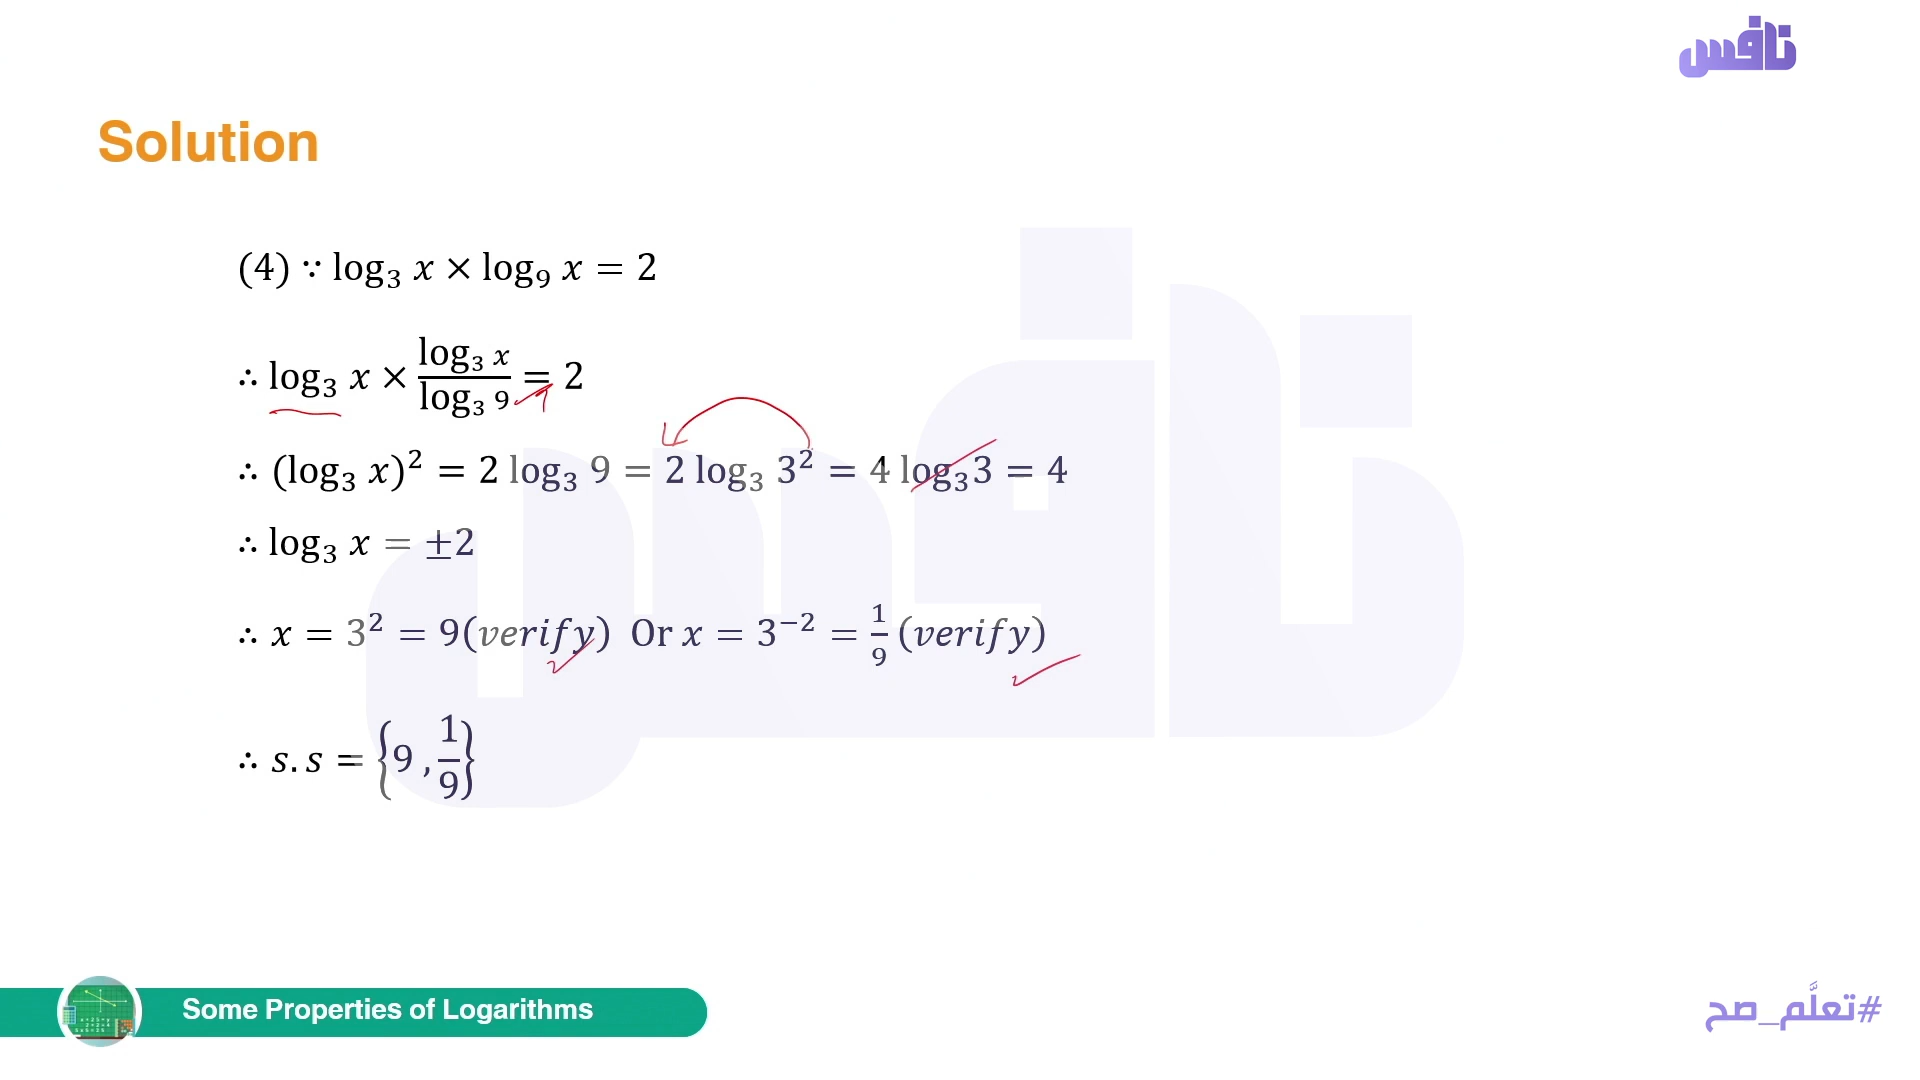 نافس
Solution
(4) ∵ log₃ x × log₉ x = 2
∴ log₃ x × (log₃ x)/(log₃ 9) = 2
∴ (log₃ x)² = 2 log₃ 9 = 2 log₃ 3² = 4 log₃3 = 4
∴ log₃ x = ±2
∴ x = 3² = 9(verify) Or x = 3⁻² = 1/9 (verify)
∴ s.s = {9 , 1/9}
Some Properties of Logarithms
#تعلَّم_صح